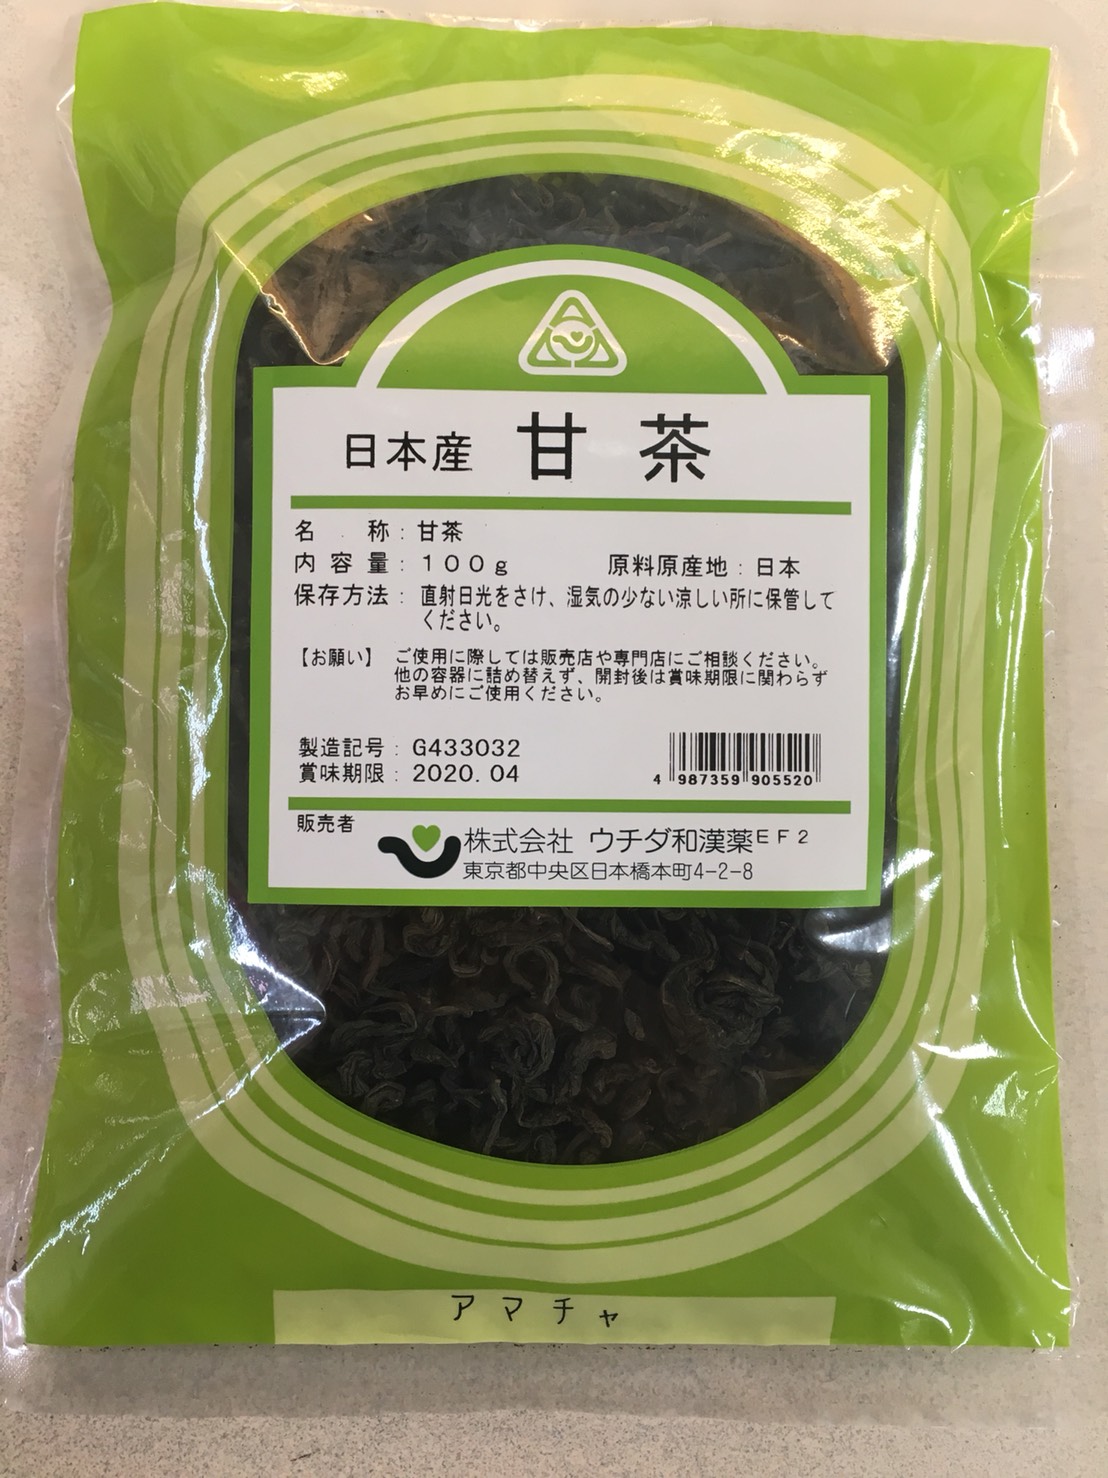 日本産 甘茶
名称：甘茶
内容量：１００ｇ 原料原産地：日本
保存方法：直射日光をさけ、湿気の少ない涼しい所に保管して
ください。
【お願い】ご使用に際しては販売店や専門店にご相談ください。
他の容器に詰め替えず、開封後は賞味期限に関わらず
お早めにご使用ください。
製造記号：G433032
賞味期限：2020.04
4 987359 905520
販売者
株式会社 ウチダ和漢薬ＥＦ２
東京都中央区日本橋本町4-2-8
アマチャ